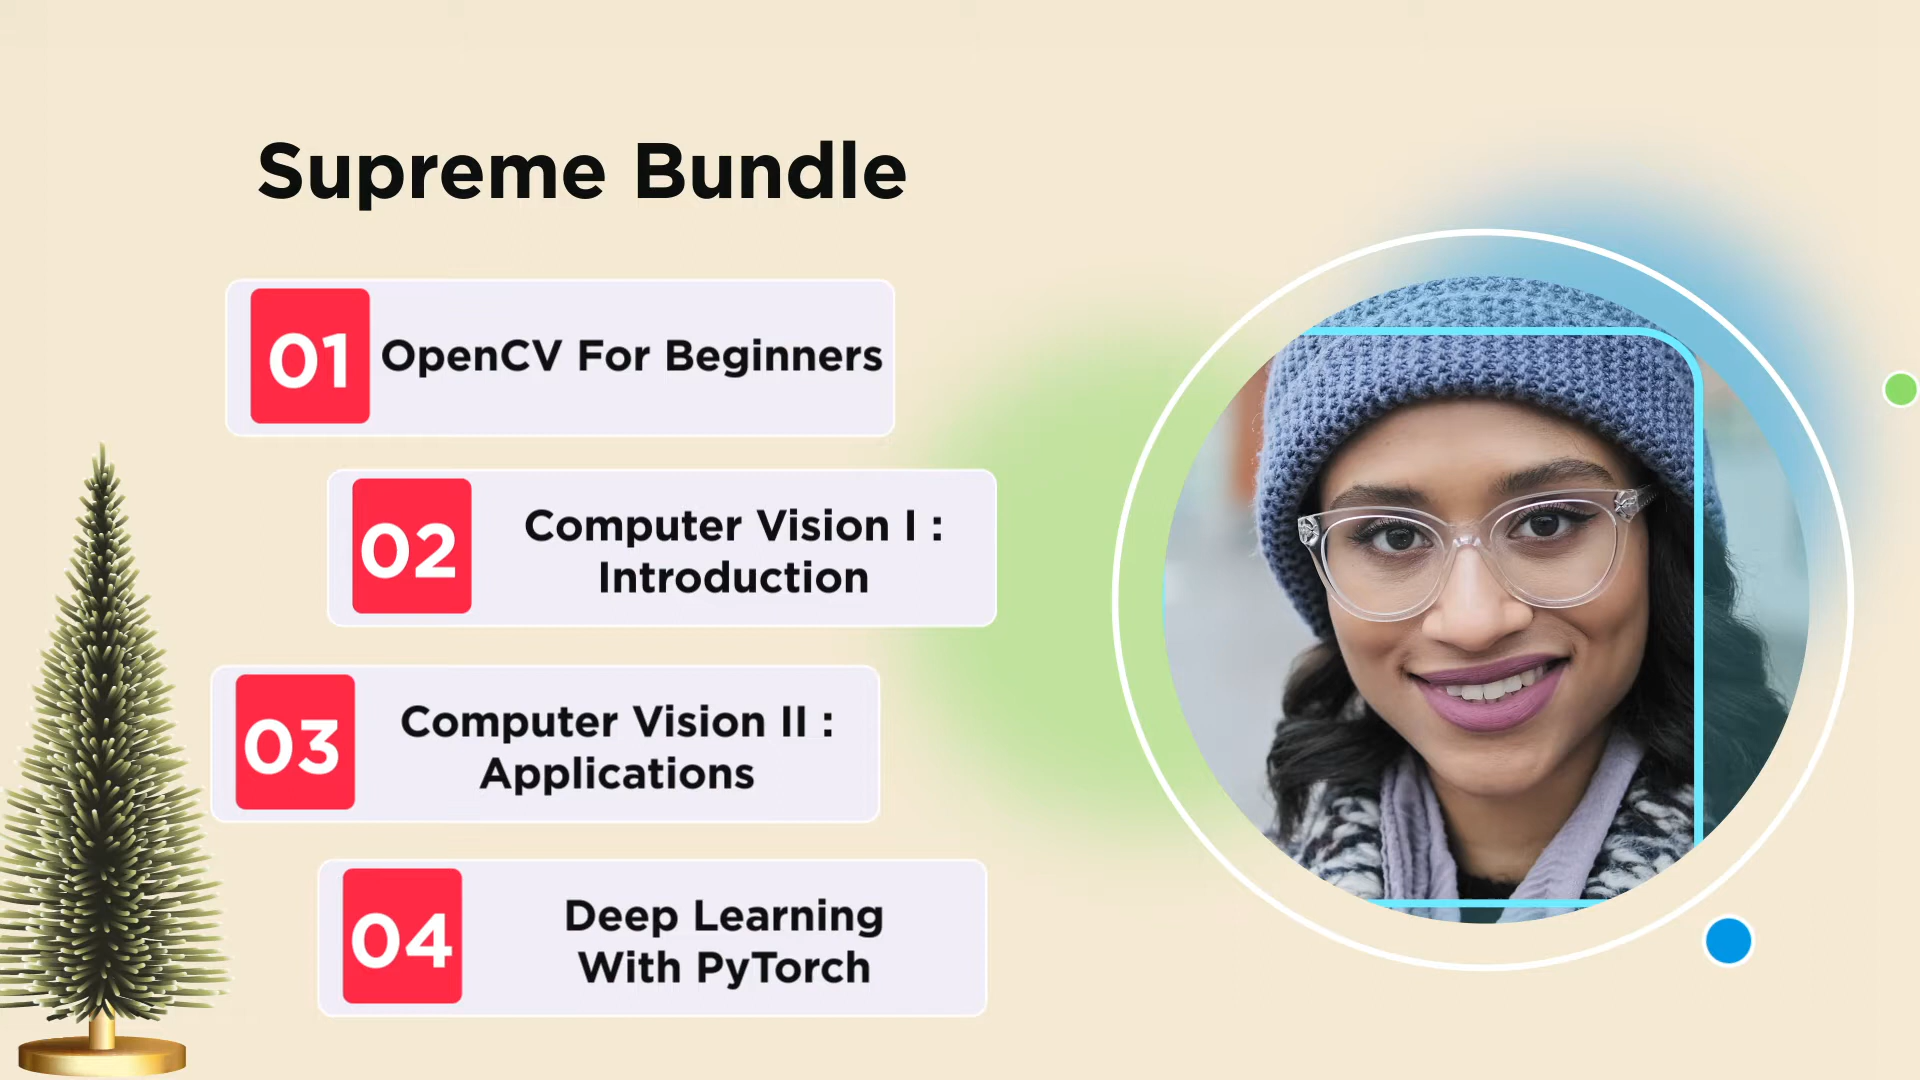 Supreme Bundle
01
OpenCV For Beginners
02
Computer Vision I :
Introduction
03
Computer Vision II :
Applications
04
Deep Learning
With PyTorch